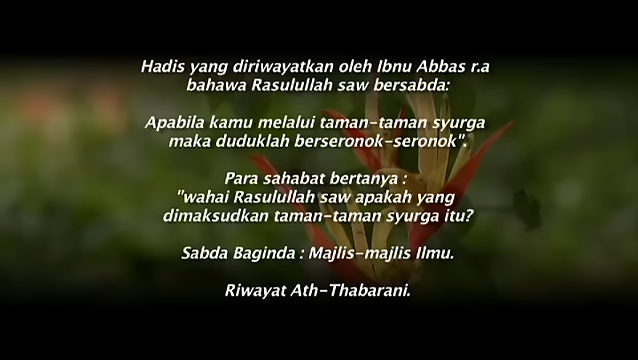 Hadis yang diriwayatkan oleh Ibnu Abbas r.a
bahawa Rasulullah saw bersabda:
Apabila kamu melalui taman-taman syurga
maka duduklah berseronok-seronok".
Para sahabat bertanya :
"wahai Rasulullah saw apakah yang
dimaksudkan taman-taman syurga itu?
Sabda Baginda : Majlis-majlis Ilmu.
Riwayat Ath-Thabarani.